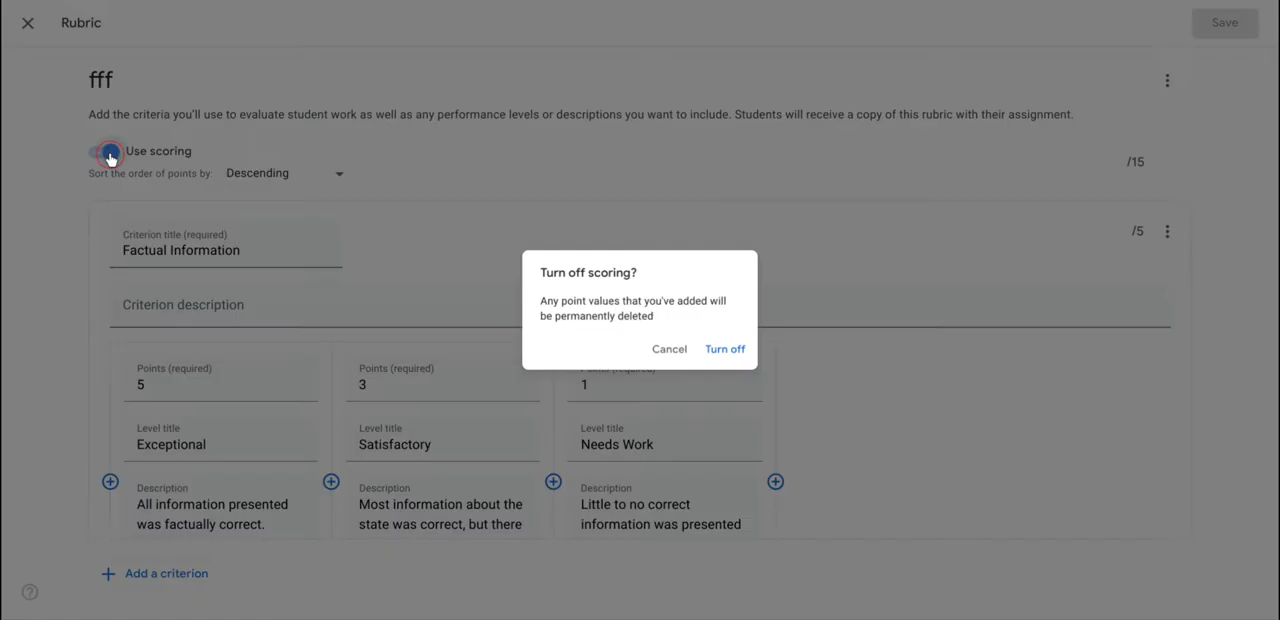 Rubric
Save
fff
Add the criteria you'll use to evaluate student work as well as any performance levels or descriptions you want to include. Students will receive a copy of this rubric with their assignment.
Use scoring
/15
Sort the order of points by: Descending
Criterion title (required)
Factual Information
/5
Turn off scoring?
Any point values that you've added will
be permanently deleted
Cancel Turn off
Criterion description
Points (required) Points (required) Points (required)
5 3 1
Level title Level title Level title
Exceptional Satisfactory Needs Work
Description Description Description
All information presented Most information about the Little to no correct
was factually correct. state was correct, but there information was presented
Add a criterion